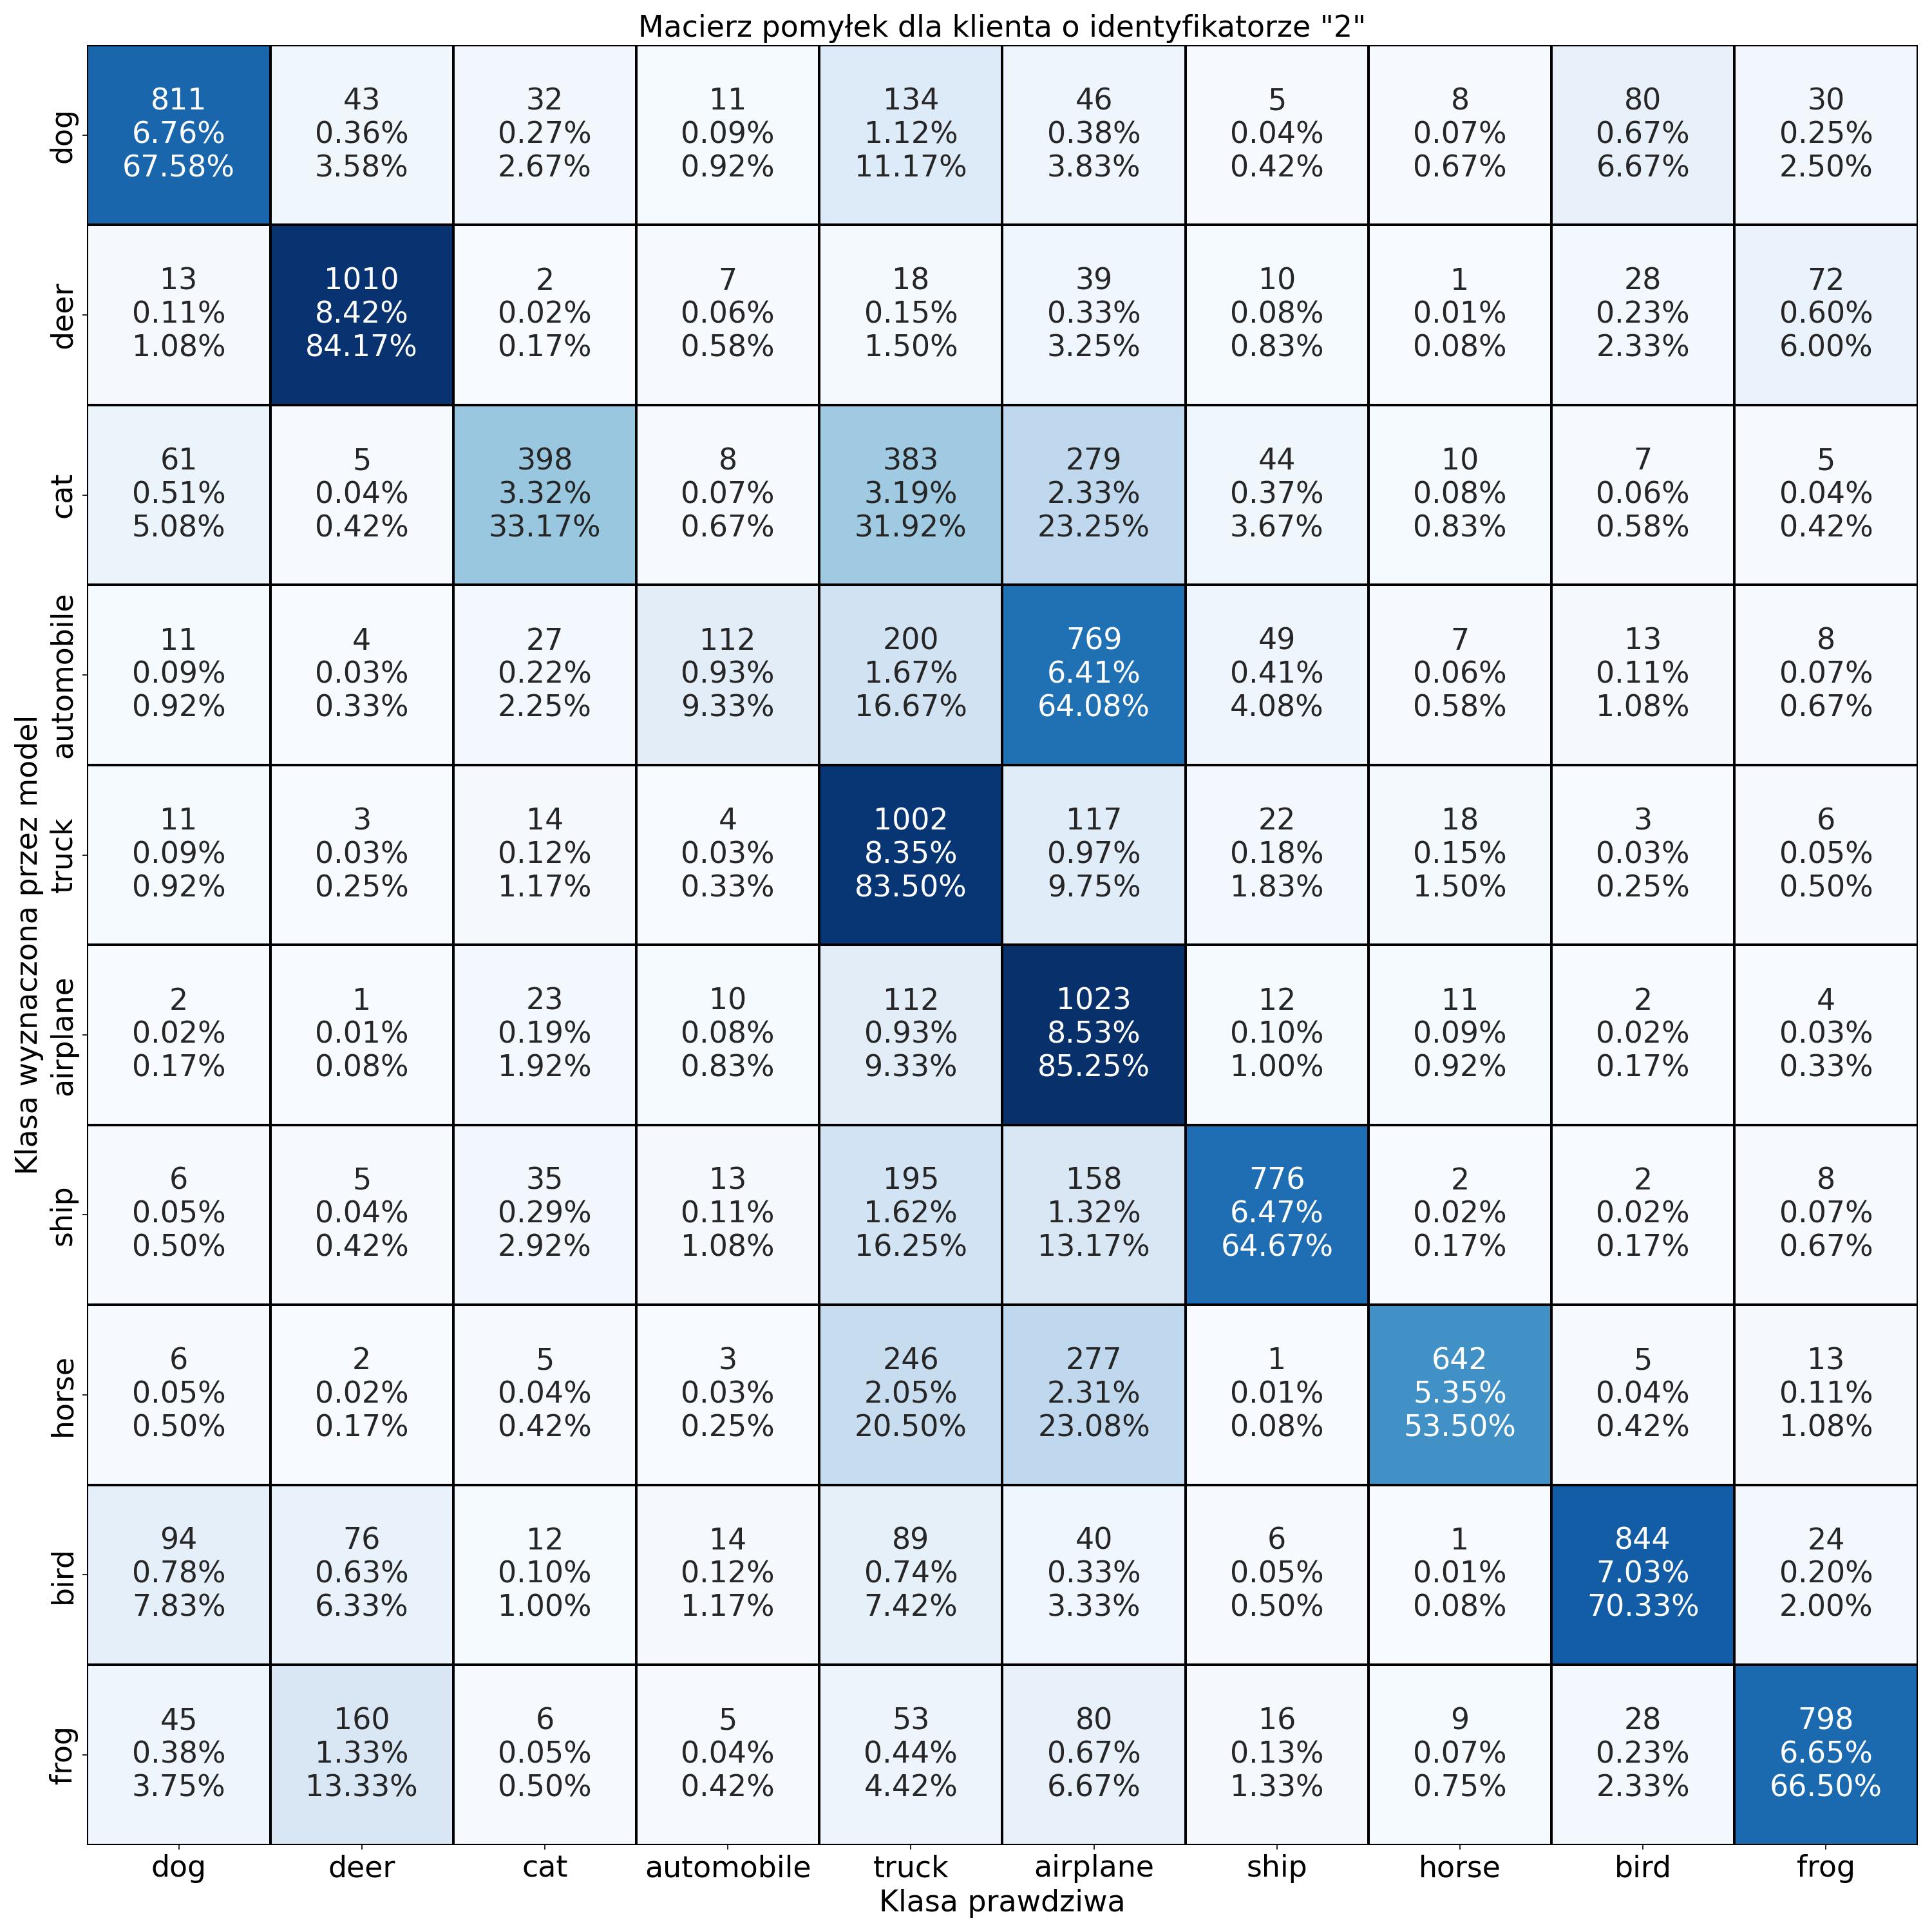 Macierz pomyłek dla klienta o identyfikatorze "2"
Klasa wyznaczona przez model
dog
811 43 32 11 134 46 5 8 80 30
6.76% 0.36% 0.27% 0.09% 1.12% 0.38% 0.04% 0.07% 0.67% 0.25%
67.58% 3.58% 2.67% 0.92% 11.17% 3.83% 0.42% 0.67% 6.67% 2.50%
deer
13 1010 2 7 18 39 10 1 28 72
0.11% 8.42% 0.02% 0.06% 0.15% 0.33% 0.08% 0.01% 0.23% 0.60%
1.08% 84.17% 0.17% 0.58% 1.50% 3.25% 0.83% 0.08% 2.33% 6.00%
cat
61 5 398 8 383 279 44 10 7 5
0.51% 0.04% 3.32% 0.07% 3.19% 2.33% 0.37% 0.08% 0.06% 0.04%
5.08% 0.42% 33.17% 0.67% 31.92% 23.25% 3.67% 0.83% 0.58% 0.42%
automobile
11 4 27 112 200 769 49 7 13 8
0.09% 0.03% 0.22% 0.93% 1.67% 6.41% 0.41% 0.06% 0.11% 0.07%
0.92% 0.33% 2.25% 9.33% 16.67% 64.08% 4.08% 0.58% 1.08% 0.67%
truck
11 3 14 4 1002 117 22 18 3 6
0.09% 0.03% 0.12% 0.03% 8.35% 0.97% 0.18% 0.15% 0.03% 0.05%
0.92% 0.25% 1.17% 0.33% 83.50% 9.75% 1.83% 1.50% 0.25% 0.50%
airplane
2 1 23 10 112 1023 12 11 2 4
0.02% 0.01% 0.19% 0.08% 0.93% 8.53% 0.10% 0.09% 0.02% 0.03%
0.17% 0.08% 1.92% 0.83% 9.33% 85.25% 1.00% 0.92% 0.17% 0.33%
ship
6 5 35 13 195 158 776 2 2 8
0.05% 0.04% 0.29% 0.11% 1.62% 1.32% 6.47% 0.02% 0.02% 0.07%
0.50% 0.42% 2.92% 1.08% 16.25% 13.17% 64.67% 0.17% 0.17% 0.67%
horse
6 2 5 3 246 277 1 642 5 13
0.05% 0.02% 0.04% 0.03% 2.05% 2.31% 0.01% 5.35% 0.04% 0.11%
0.50% 0.17% 0.42% 0.25% 20.50% 23.08% 0.08% 53.50% 0.42% 1.08%
bird
94 76 12 14 89 40 6 1 844 24
0.78% 0.63% 0.10% 0.12% 0.74% 0.33% 0.05% 0.01% 7.03% 0.20%
7.83% 6.33% 1.00% 1.17% 7.42% 3.33% 0.50% 0.08% 70.33% 2.00%
frog
45 160 6 5 53 80 16 9 28 798
0.38% 1.33% 0.05% 0.04% 0.44% 0.67% 0.13% 0.07% 0.23% 6.65%
3.75% 13.33% 0.50% 0.42% 4.42% 6.67% 1.33% 0.75% 2.33% 66.50%
dog deer cat automobile truck airplane ship horse bird frog
Klasa prawdziwa